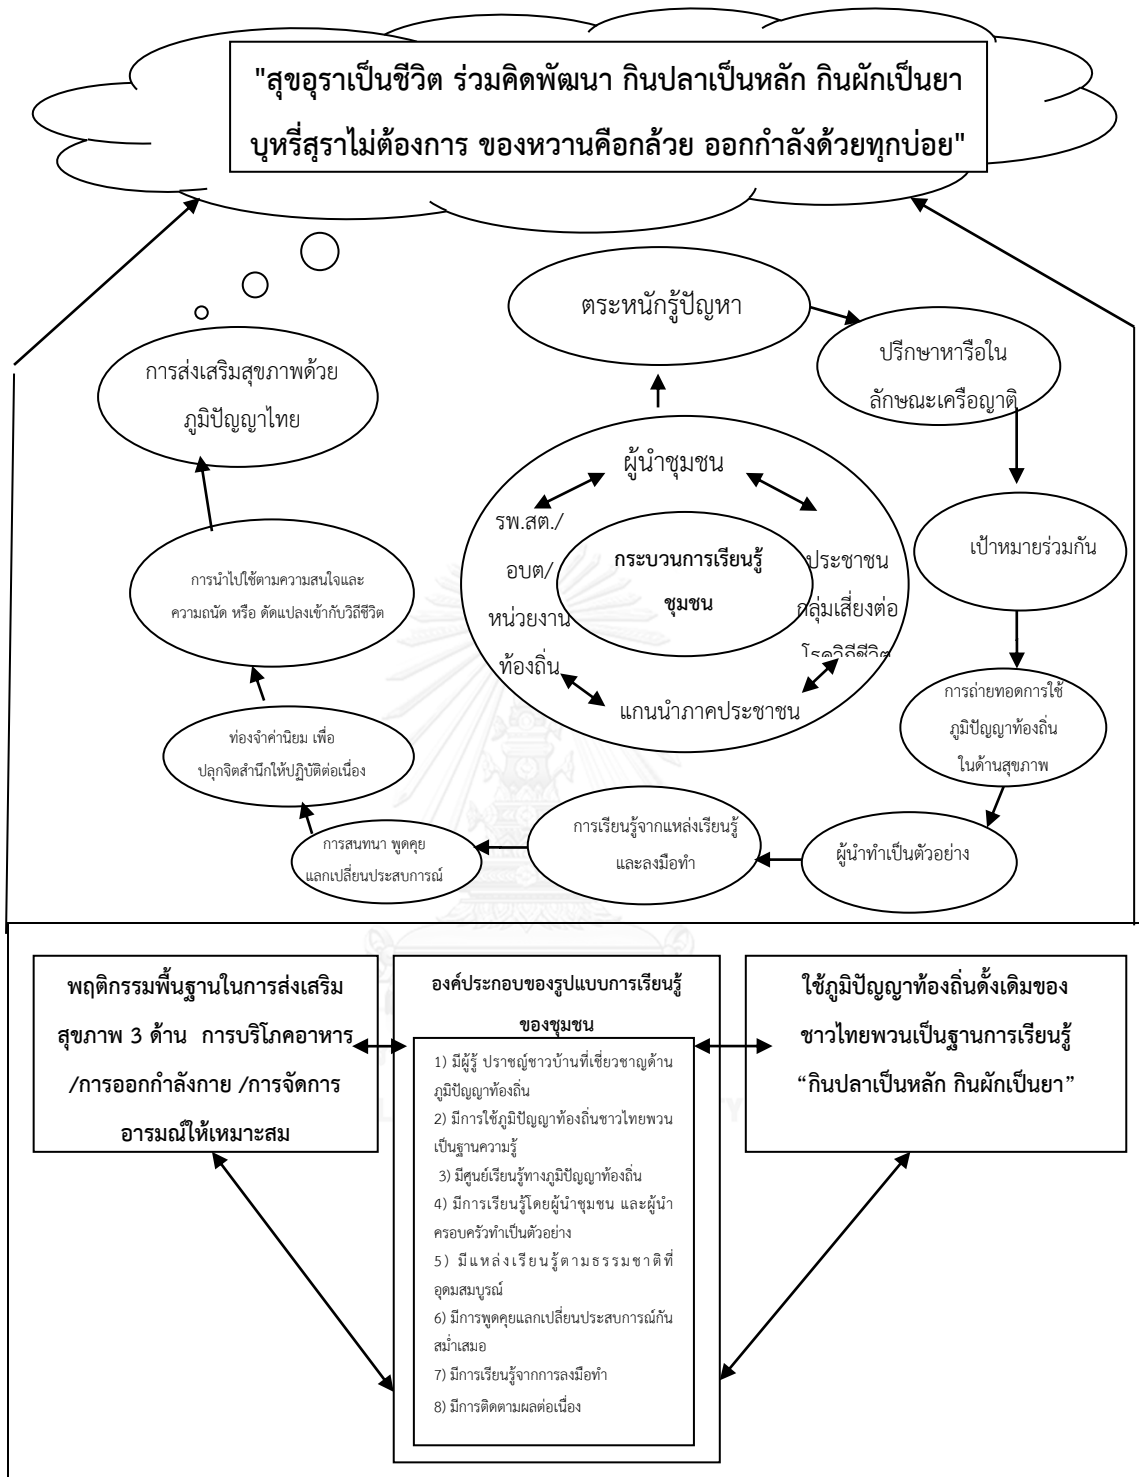 "สุขอุราเป็นชีวิต ร่วมคิดพัฒนา กินปลาเป็นหลัก กินผักเป็นยา
บุหรี่สุราไม่ต้องการ ของหวานคือกล้วย ออกกำลังด้วยทุกบ่อย"
ตระหนักรู้ปัญหา
ปรึกษาหารือใน
ลักษณะเครือญาติ
เป้าหมายร่วมกัน
การถ่ายทอดการใช้
ภูมิปัญญาท้องถิ่น
ในด้านสุขภาพ
ผู้นำทำเป็นตัวอย่าง
การเรียนรู้จากแหล่งเรียนรู้
และลงมือทำ
การสนทนา พูดคุย
แลกเปลี่ยนประสบการณ์
ท่องจำค่านิยม เพื่อ
ปลุกจิตสำนึกให้ปฏิบัติต่อเนื่อง
การนำไปใช้ตามความสนใจและ
ความถนัด หรือ ดัดแปลงเข้ากับวิถีชีวิต
การส่งเสริมสุขภาพด้วย
ภูมิปัญญาไทย
ผู้นำชุมชน
รพ.สต./
อบต/
หน่วยงาน
ท้องถิ่น
กระบวนการเรียนรู้
ชุมชน
ประชาชน
กลุ่มเสี่ยงต่อ
โรควิถีชีวิต
แกนนำภาคประชาชน
พฤติกรรมพื้นฐานในการส่งเสริม
สุขภาพ 3 ด้าน การบริโภคอาหาร
/การออกกำลังกาย /การจัดการ
อารมณ์ให้เหมาะสม
องค์ประกอบของรูปแบบการเรียนรู้
ของชุมชน
1) มีผู้รู้ ปราชญ์ชาวบ้านที่เชี่ยวชาญด้าน
ภูมิปัญญาท้องถิ่น
2) มีการใช้ภูมิปัญญาท้องถิ่นชาวไทยพวน
เป็นฐานความรู้
3) มีศูนย์เรียนรู้ทางภูมิปัญญาท้องถิ่น
4) มีการเรียนรู้โดยผู้นำชุมชน และผู้นำ
ครอบครัวทำเป็นตัวอย่าง
5) มีแหล่งเรียนรู้ตามธรรมชาติที่
อุดมสมบูรณ์
6) มีการพูดคุยแลกเปลี่ยนประสบการณ์กัน
สม่ำเสมอ
7) มีการเรียนรู้จากการลงมือทำ
8) มีการติดตามผลต่อเนื่อง
ใช้ภูมิปัญญาท้องถิ่นดั้งเดิมของ
ชาวไทยพวนเป็นฐานการเรียนรู้
“กินปลาเป็นหลัก กินผักเป็นยา”